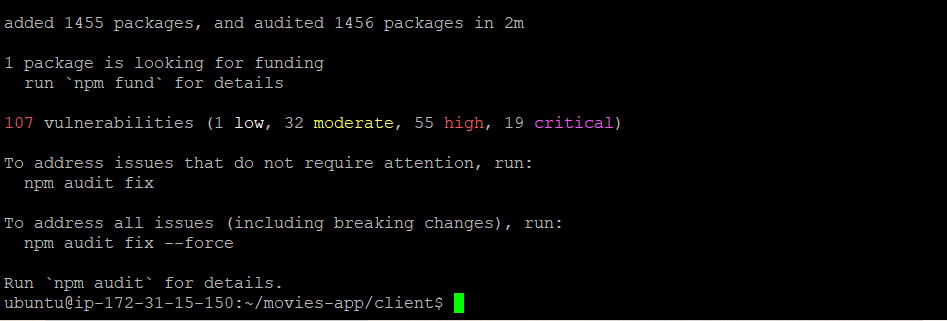 added 1455 packages, and audited 1456 packages in 2m
1 package is looking for funding
run `npm fund` for details
107 vulnerabilities (1 low, 32 moderate, 55 high, 19 critical)
To address issues that do not require attention, run:
npm audit fix
To address all issues (including breaking changes), run:
npm audit fix --force
Run `npm audit` for details.
ubuntu@ip-172-31-15-150:~/movies-app/client$